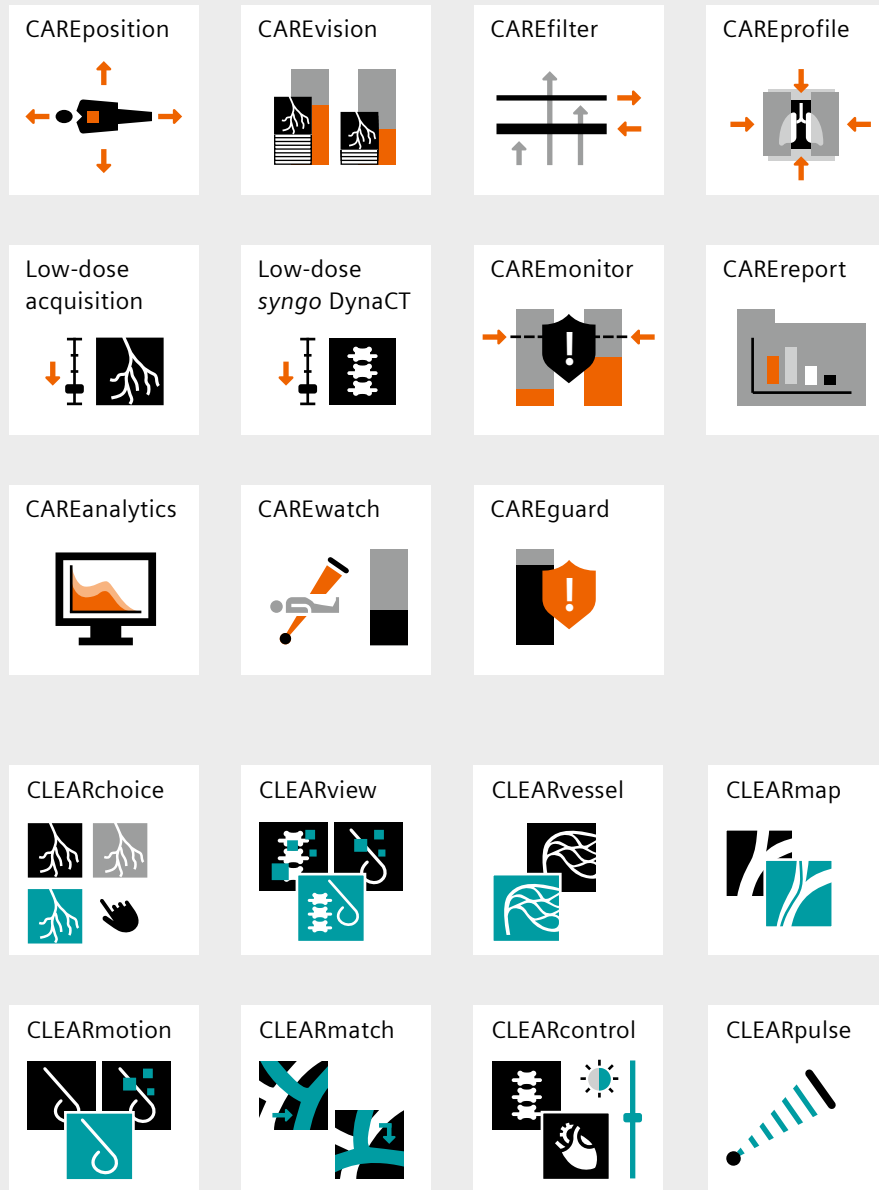 CAREposition
CAREvision
CAREfilter
CAREprofile
Low-dose
acquisition
Low-dose
syngo DynaCT
CAREmonitor
CAREreport
CAREanalytics
CAREwatch
CAREguard
CLEARchoice
CLEARview
CLEARvessel
CLEARmap
CLEARmotion
CLEARmatch
CLEARcontrol
CLEARpulse